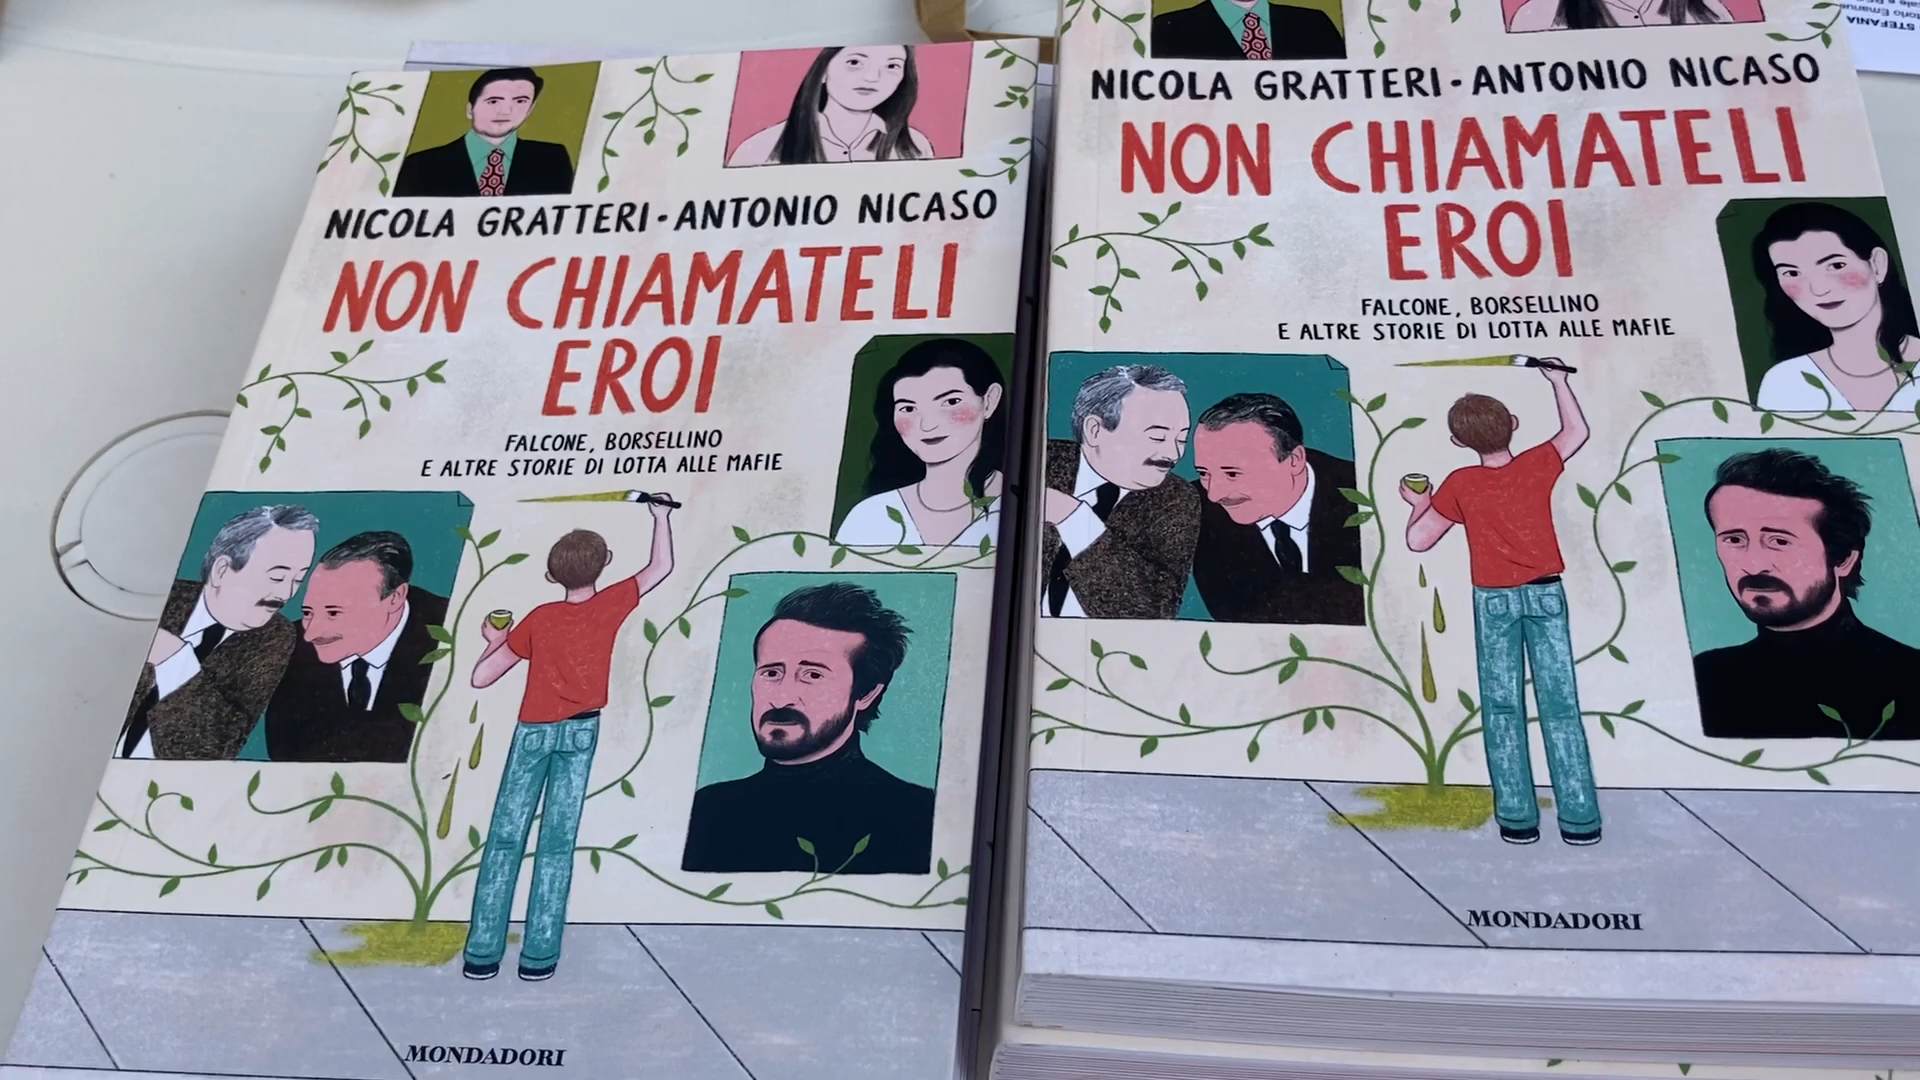 NICOLA GRATTERI · ANTONIO NICASO
NON CHIAMATELI
EROI
FALCONE, BORSELLINO
E ALTRE STORIE DI LOTTA ALLE MAFIE
MONDADORI
NICOLA GRATTERI · ANTONIO NICASO
NON CHIAMATELI
EROI
FALCONE, BORSELLINO
E ALTRE STORIE DI LOTTA ALLE MAFIE
MONDADORI
STEFANIA